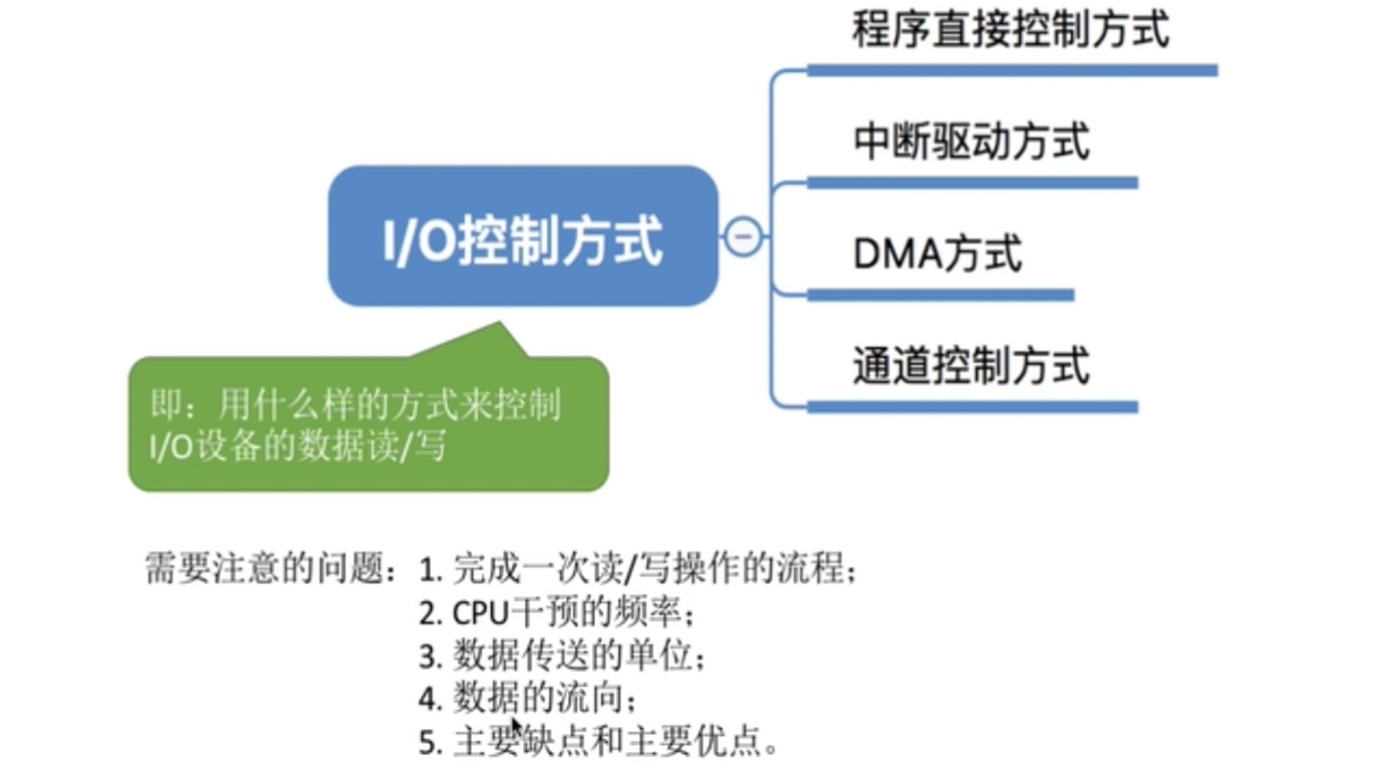 程序直接控制方式
中断驱动方式
I/O控制方式
DMA方式
通道控制方式
即：用什么样的方式来控制
I/O设备的数据读/写
需要注意的问题：1. 完成一次读/写操作的流程；
2. CPU干预的频率；
3. 数据传送的单位；
4. 数据的流向；
5. 主要缺点和主要优点。